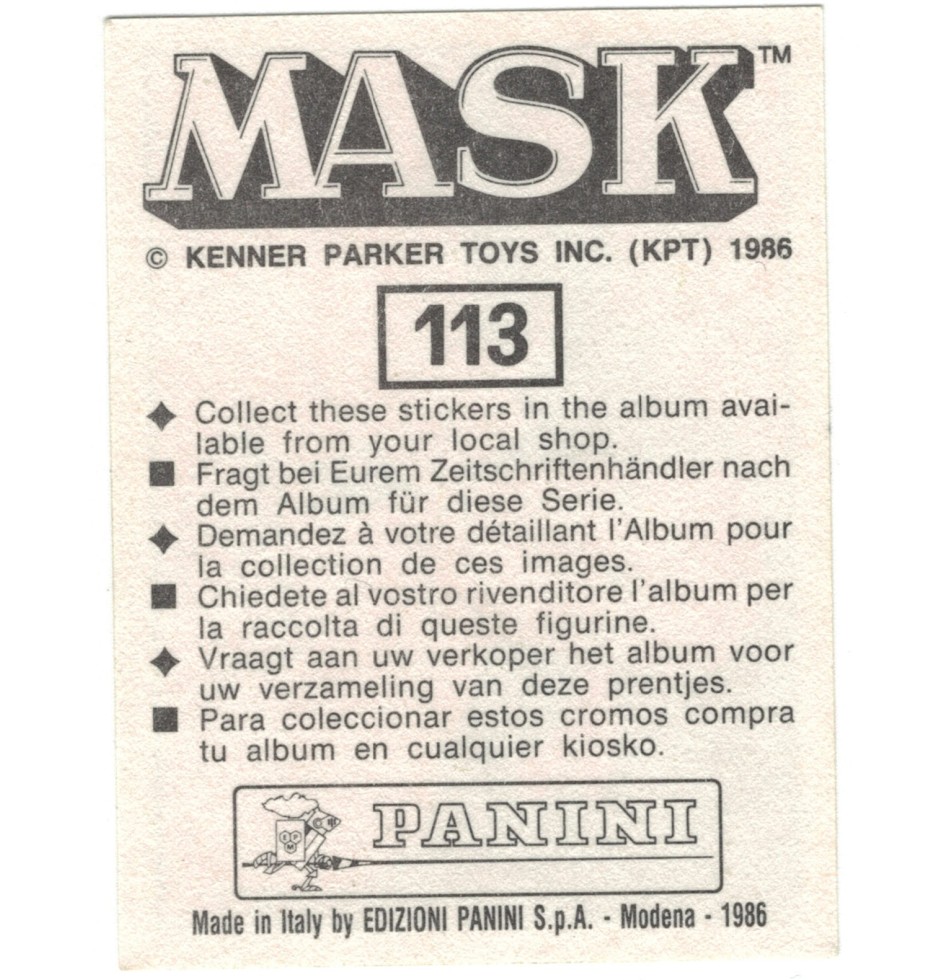 MASK™
© KENNER PARKER TOYS INC. (KPT) 1986
113
◆ Collect these stickers in the album avai-
lable from your local shop.
■ Fragt bei Eurem Zeitschriftenhändler nach
dem Album für diese Serie.
◆ Demandez à votre détaillant l'Album pour
la collection de ces images.
■ Chiedete al vostro rivenditore l'album per
la raccolta di queste figurine.
◆ Vraagt aan uw verkoper het album voor
uw verzameling van deze prentjes.
■ Para coleccionar estos cromos compra
tu album en cualquier kiosko.
PANINI
Made in Italy by EDIZIONI PANINI S.p.A. - Modena - 1986